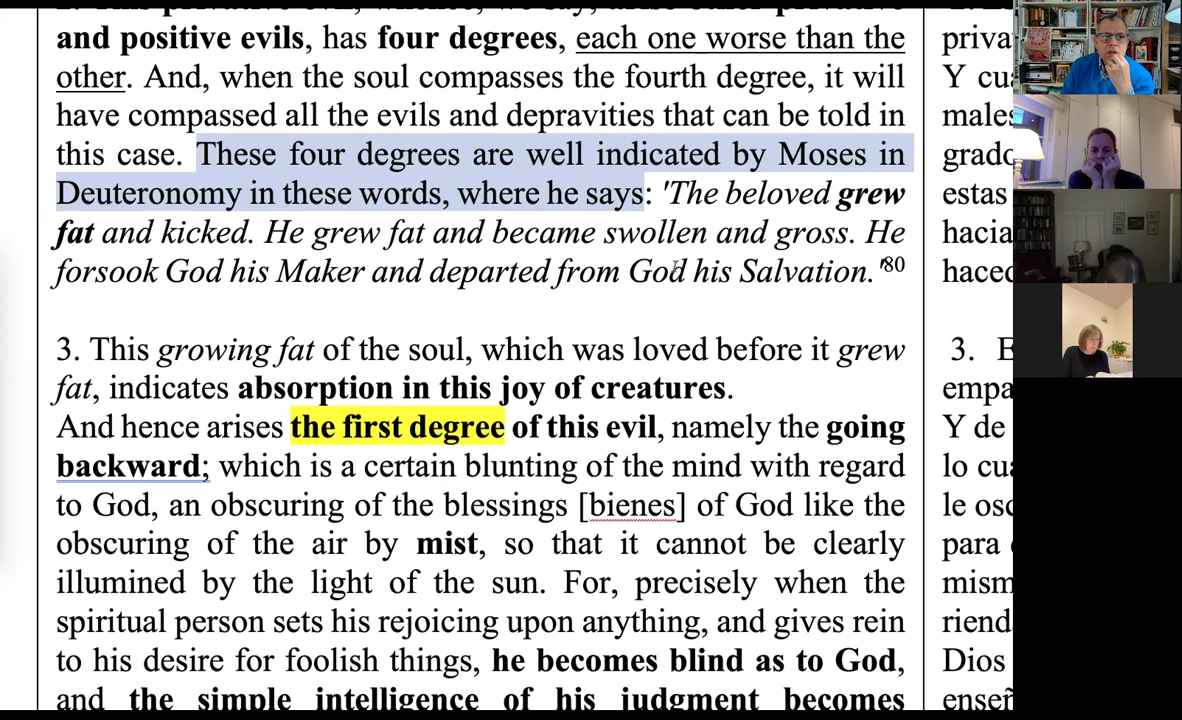 and positive evils, has four degrees, each one worse than the
other. And, when the soul compasses the fourth degree, it will
have compassed all the evils and depravities that can be told in
this case. These four degrees are well indicated by Moses in
Deuteronomy in these words, where he says: 'The beloved grew
fat and kicked. He grew fat and became swollen and gross. He
forsook God his Maker and departed from God his Salvation.'80
3. This growing fat of the soul, which was loved before it grew
fat, indicates absorption in this joy of creatures.
And hence arises the first degree of this evil, namely the going
backward; which is a certain blunting of the mind with regard
to God, an obscuring of the blessings [bienes] of God like the
obscuring of the air by mist, so that it cannot be clearly
illumined by the light of the sun. For, precisely when the
spiritual person sets his rejoicing upon anything, and gives rein
to his desire for foolish things, he becomes blind as to God,
and the simple intelligence of his judgment becomes
priva
Y cua
males
grado
estas
hacia
haced
3. E
empa
Y de
lo cua
le osc
para
mism
riend
Dios
enseñ